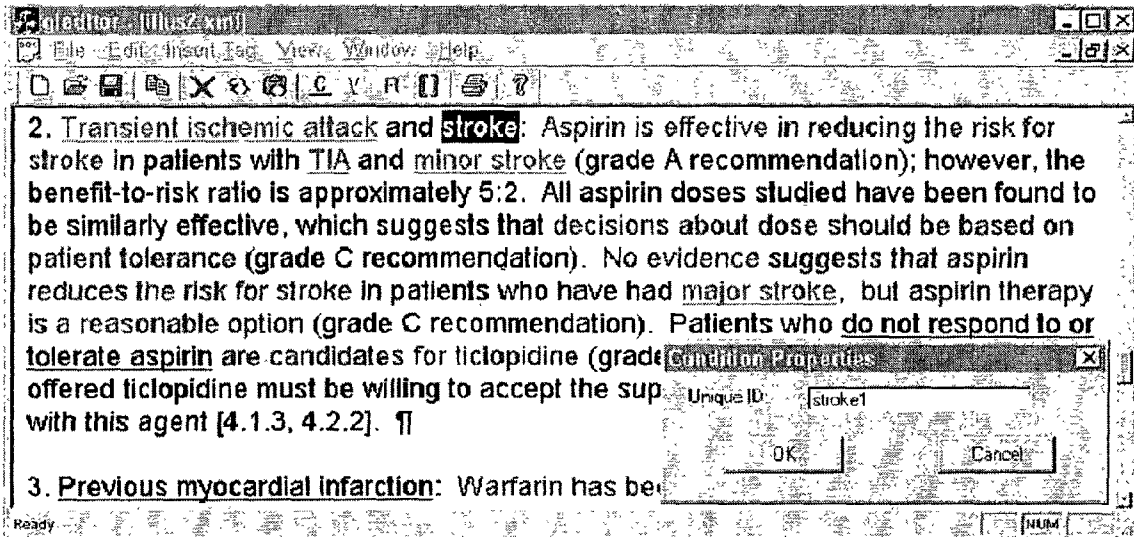 gleditor - [illus2.xml]
File Edit Insert Tag View Window Help
C V R []
2. Transient ischemic attack and stroke: Aspirin is effective in reducing the risk for
stroke in patients with TIA and minor stroke (grade A recommendation); however, the
benefit-to-risk ratio is approximately 5:2. All aspirin doses studied have been found to
be similarly effective, which suggests that decisions about dose should be based on
patient tolerance (grade C recommendation). No evidence suggests that aspirin
reduces the risk for stroke in patients who have had major stroke, but aspirin therapy
is a reasonable option (grade C recommendation). Patients who do not respond to or
tolerate aspirin are candidates for ticlopidine (grade
offered ticlopidine must be willing to accept the sup
with this agent [4.1.3, 4.2.2]. ¶
3. Previous myocardial infarction: Warfarin has be
Condition Properties
Unique ID: stroke1
OK Cancel
Ready NUM